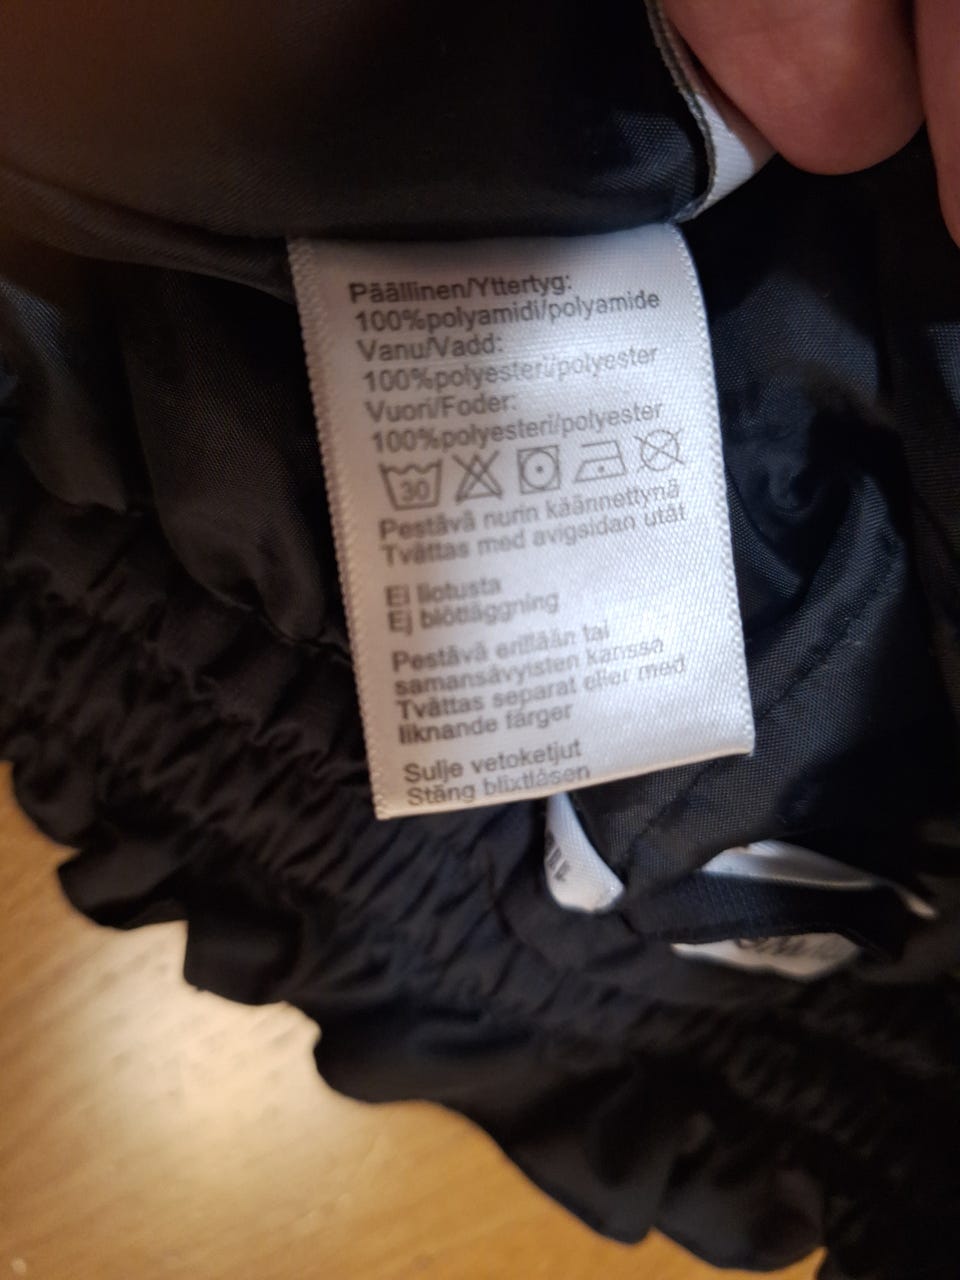 Päällinen/Yttertyg:
100%polyamidi/polyamide
Vanu/Vadd:
100%polyesteri/polyester
Vuori/Foder:
100%polyesteri/polyester
30
Pestävä nurin käännettynä
Tvättas med avigsidan utåt
Ei liotusta
Ej blötläggning
Pestävä erillään tai
samansävyisten kanssa
Tvättas separat eller med
liknande färger
Sulje vetoketjut
Stäng blixtlåsen